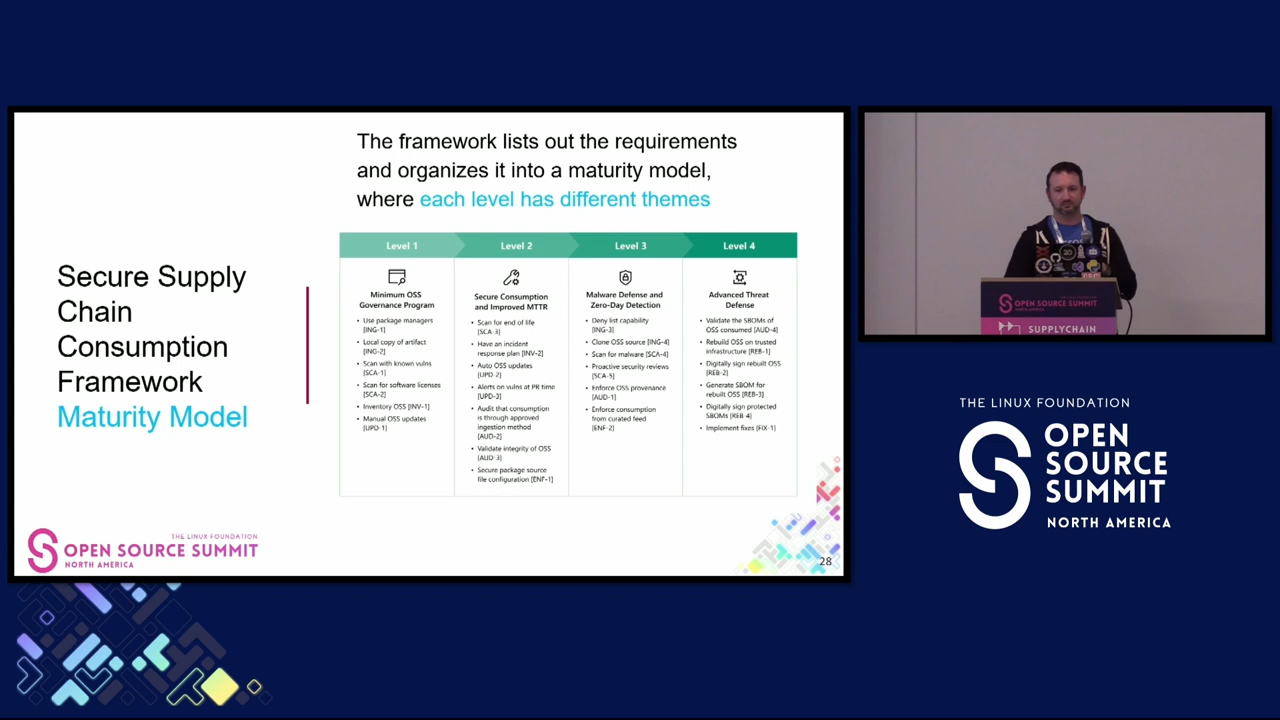 The framework lists out the requirements
and organizes it into a maturity model,
where each level has different themes
Secure Supply
Chain
Consumption
Framework
Maturity Model
Level 1
Minimum OSS
Governance Program
• Use package managers
[ING-1]
• Local copy of artifact
[ING-2]
• Scan with known vulns
[SCA-1]
• Scan for software licenses
[SCA-2]
• Inventory OSS [INV-1]
• Manual OSS updates
[UPD-1]
Level 2
Secure Consumption
and Improved MTTR
• Scan for end of life
[SCA-3]
• Have an incident
response plan [INV-2]
• Auto OSS updates
[UPD-2]
• Alerts on vulns at PR time
[UPD-3]
• Audit that consumption
is through approved
ingestion method
[AUD-2]
• Validate integrity of OSS
[AUD-3]
• Secure package source
file configuration [ENF-1]
Level 3
Malware Defense and
Zero-Day Detection
• Deny list capability
[ING-3]
• Clone OSS source [ING-4]
• Scan for malware [SCA-4]
• Proactive security reviews
[SCA-5]
• Enforce OSS provenance
[AUD-1]
• Enforce consumption
from curated feed
[ENF-2]
Level 4
Advanced Threat
Defense
• Validate the SBOMs of
OSS consumed [AUD-4]
• Rebuild OSS on trusted
infrastructure [REB-1]
• Digitally sign rebuilt OSS
[REB-2]
• Generate SBOM for
rebuilt OSS [REB-3]
• Digitally sign protected
SBOMs [REB-4]
• Implement fixes [FIX-1]
THE LINUX FOUNDATION
OPEN SOURCE SUMMIT
NORTH AMERICA
28
OPEN SOURCE SUMMIT
SUPPLYCHAIN
THE LINUX FOUNDATION
OPEN
SOURCE
SUMMIT
NORTH AMERICA